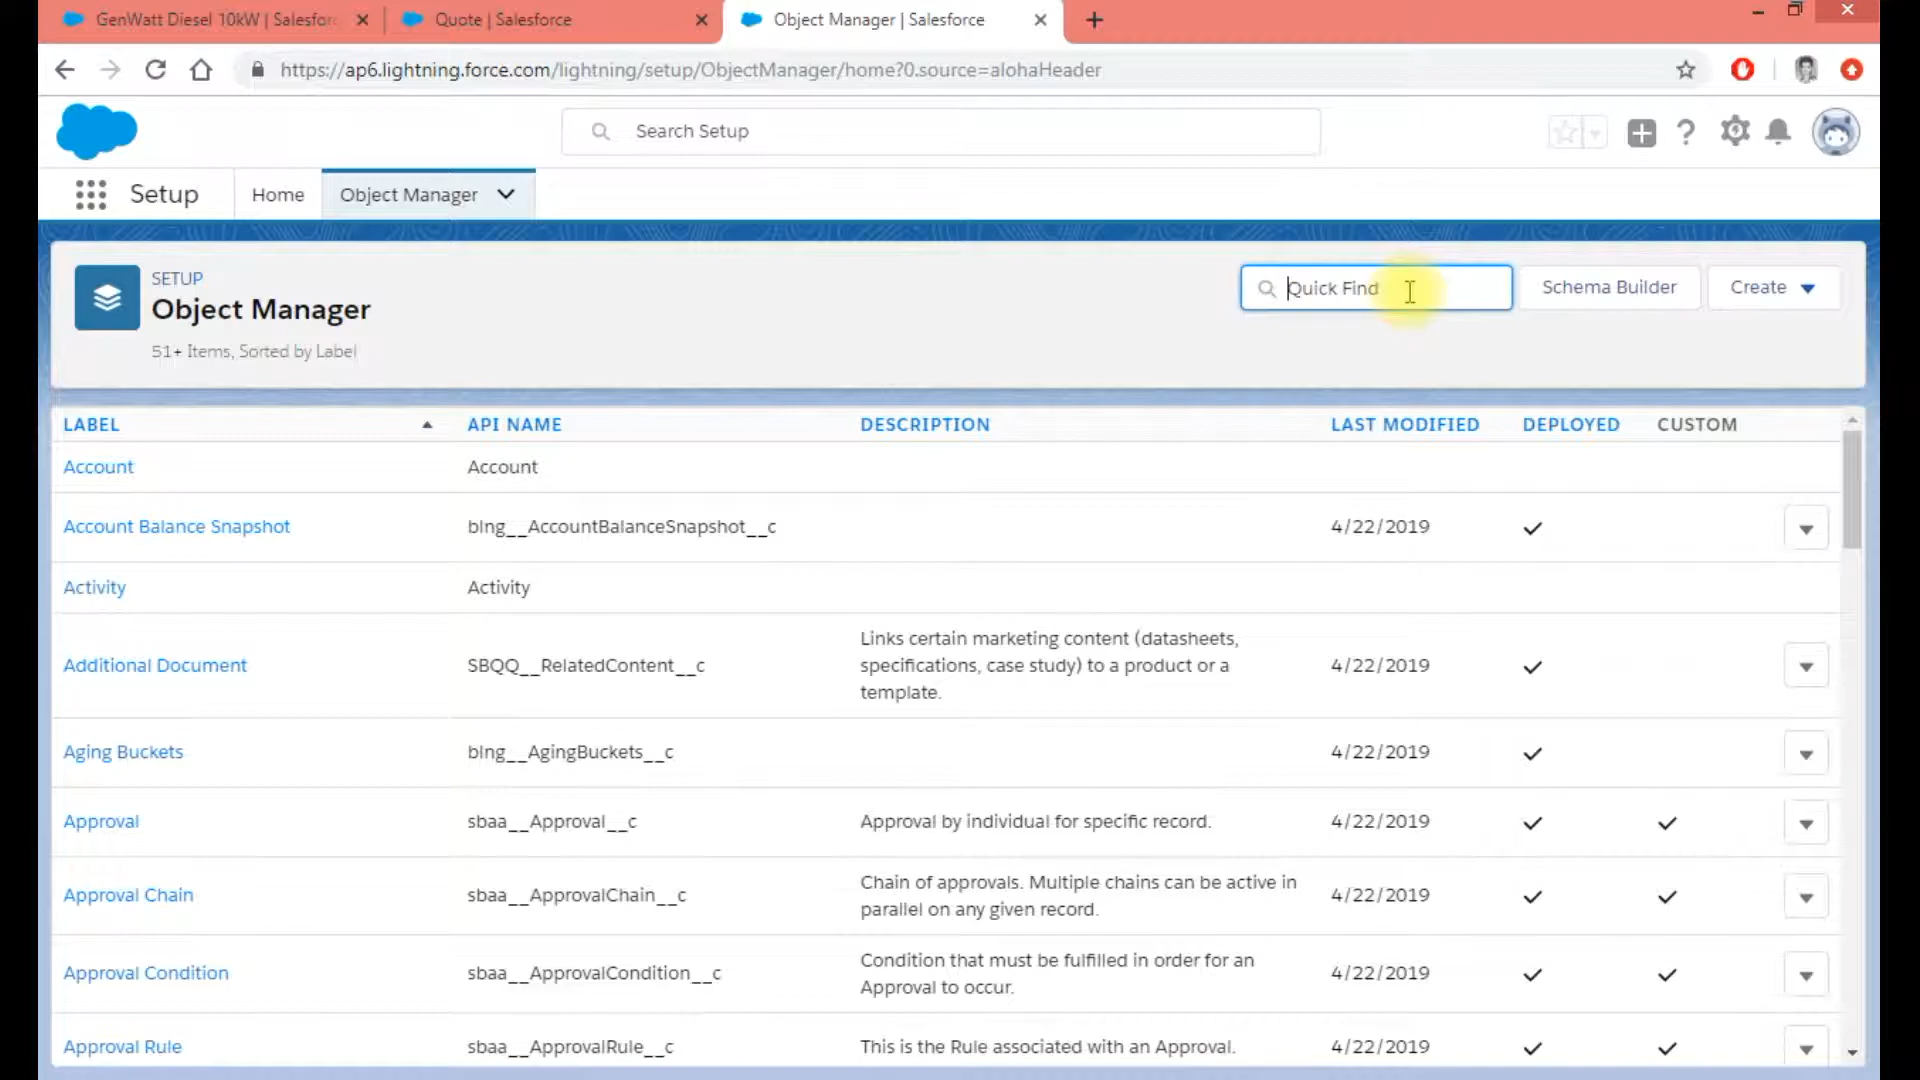 GenWatt Diesel 10kW | Salesfor
Quote | Salesforce
Object Manager | Salesforce
https://ap6.lightning.force.com/lightning/setup/ObjectManager/home?0.source=alohaHeader
Search Setup
Setup
Home
Object Manager
SETUP
Object Manager
51+ Items, Sorted by Label
Quick Find
Schema Builder
Create
LABEL API NAME DESCRIPTION LAST MODIFIED DEPLOYED CUSTOM
Account Account
Account Balance Snapshot blng__AccountBalanceSnapshot__c 4/22/2019
Activity Activity
Links certain marketing content (datasheets,
Additional Document SBQQ__RelatedContent__c specifications, case study) to a product or a 4/22/2019
template.
Aging Buckets blng__AgingBuckets__c 4/22/2019
Approval sbaa__Approval__c Approval by individual for specific record. 4/22/2019
Chain of approvals. Multiple chains can be active in
Approval Chain sbaa__ApprovalChain__c 4/22/2019
parallel on any given record.
Condition that must be fulfilled in order for an
Approval Condition sbaa__ApprovalCondition__c 4/22/2019
Approval to occur.
Approval Rule sbaa__ApprovalRule__c This is the Rule associated with an Approval. 4/22/2019